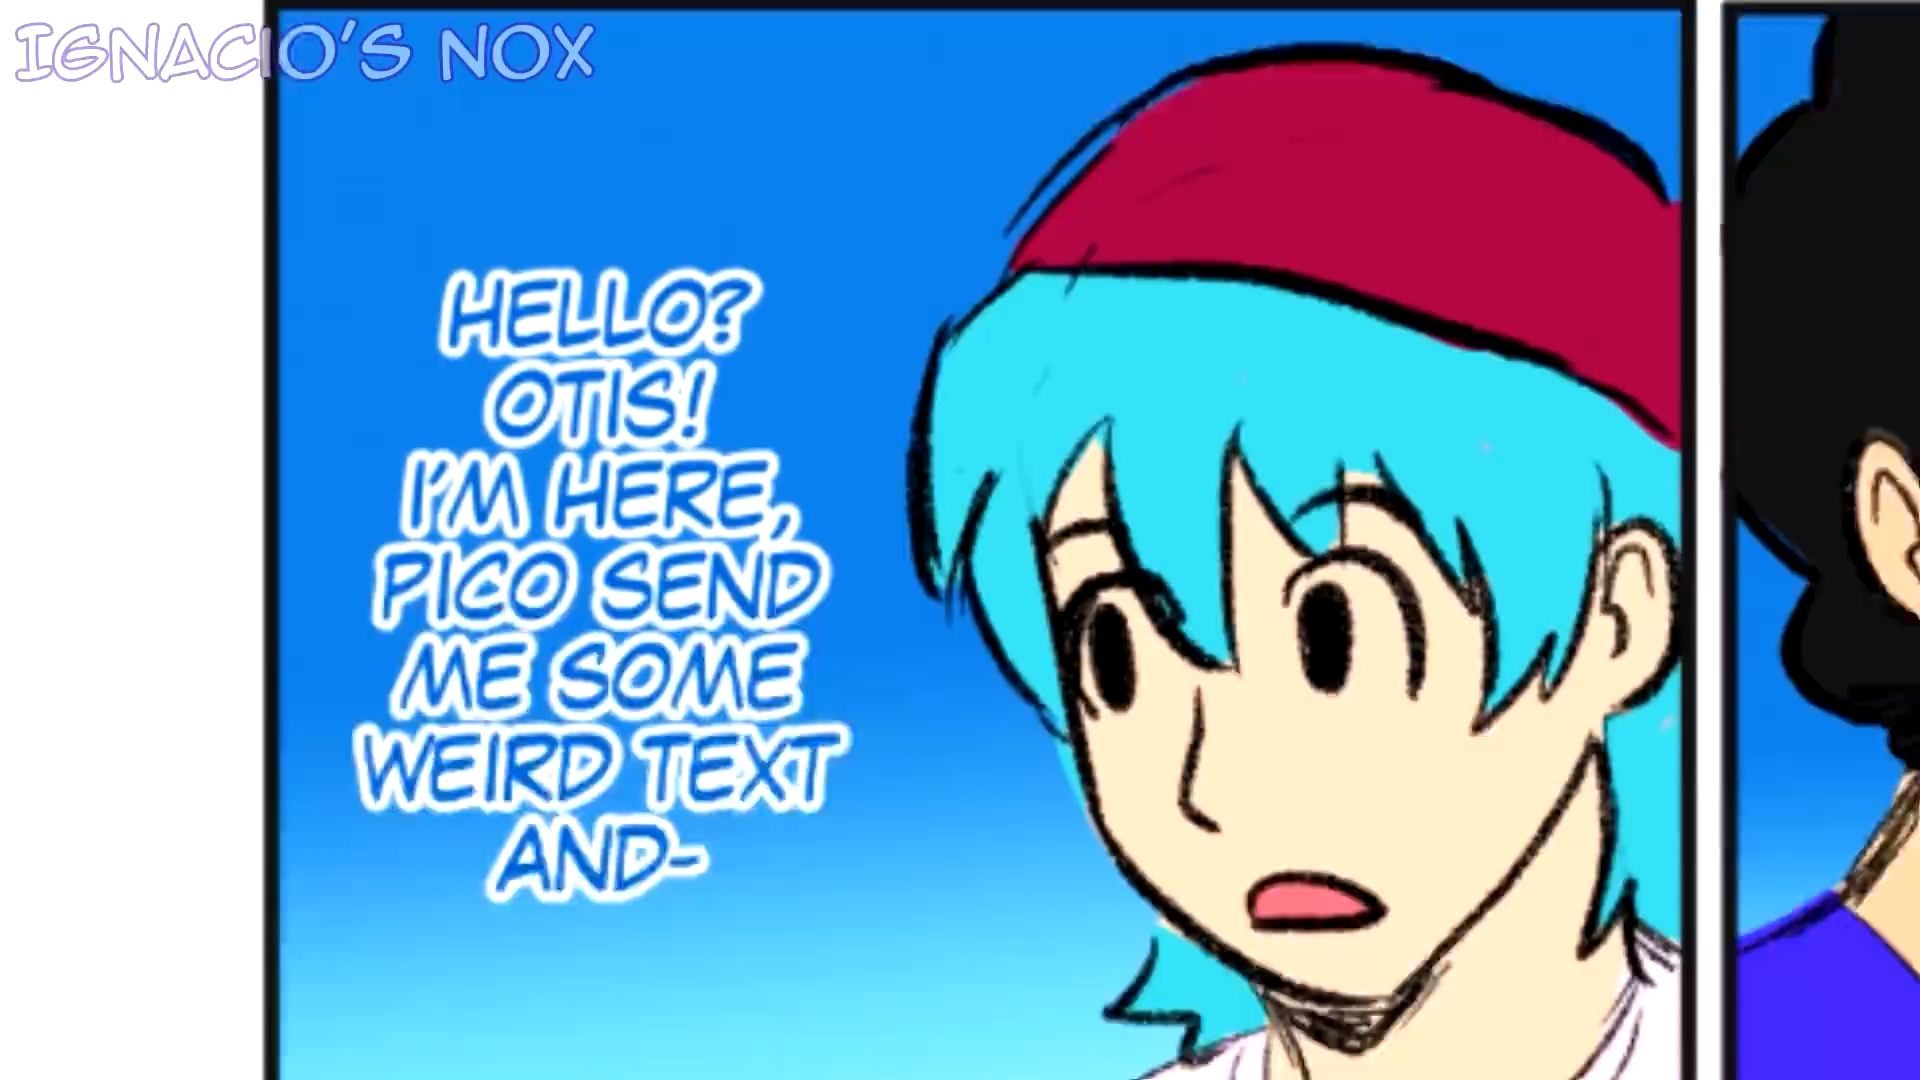 IGNACIO'S NOX
HELLO?
OTIS!
I'M HERE,
PICO SEND
ME SOME
WEIRD TEXT
AND-